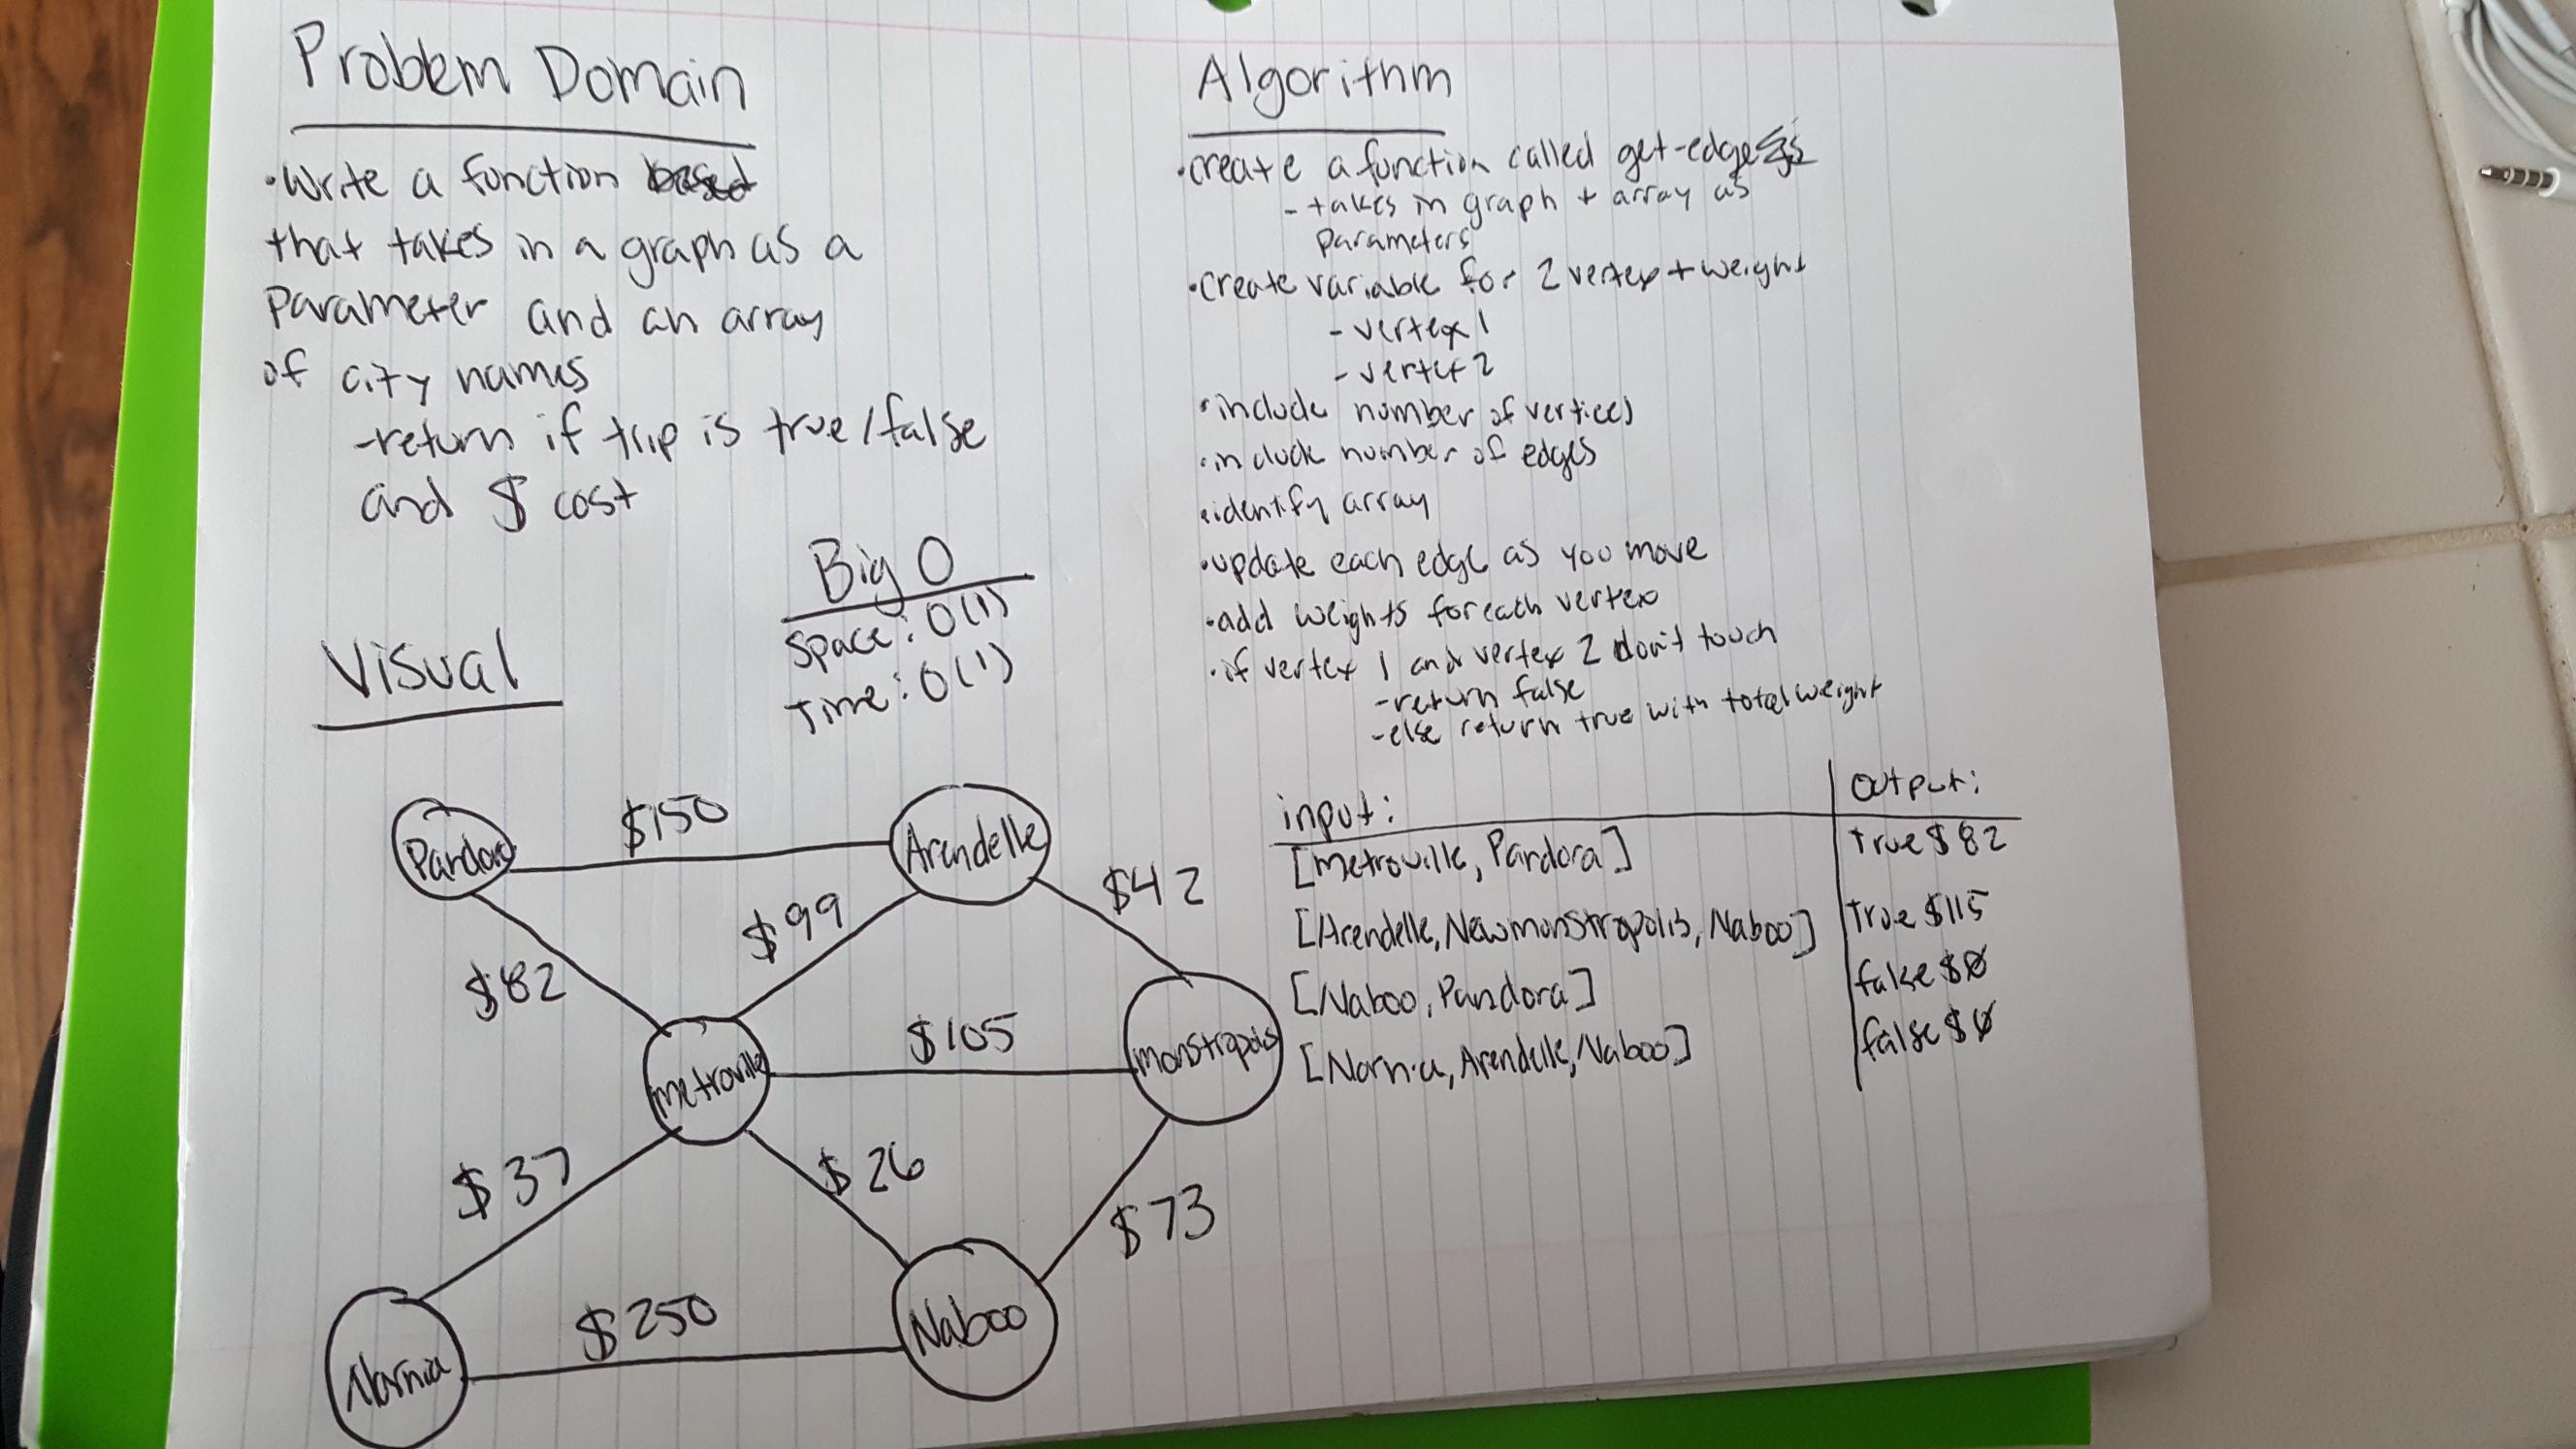 Problem Domain
• Write a function based
that takes in a graph as a
parameter and an array
of city names
- return if trip is true/false
and $ cost
Big O
Space: O(1)
Time: O(1)
Visual
Pandora
$150
Arendelle
$42
$99
$82
Metroville
$105
monstropolis
$37
$26
$73
Narnia
$250
Naboo
Algorithm
• create a function called get-edges
- takes in graph + array as
parameters
• create variable for 2 vertex + weight
- vertex 1
- vertex 2
• include number of vertices
• include number of edges
• identify array
• update each edge as you move
• add weights for each vertex
• if vertex 1 and vertex 2 don't touch
- return false
- else return true with total weight
input: output:
[Metroville, Pandora] True $82
[Arendelle, New monstropolis, Naboo] True $115
[Naboo, Pandora] false $0
[Narnia, Arendelle, Naboo] false $0